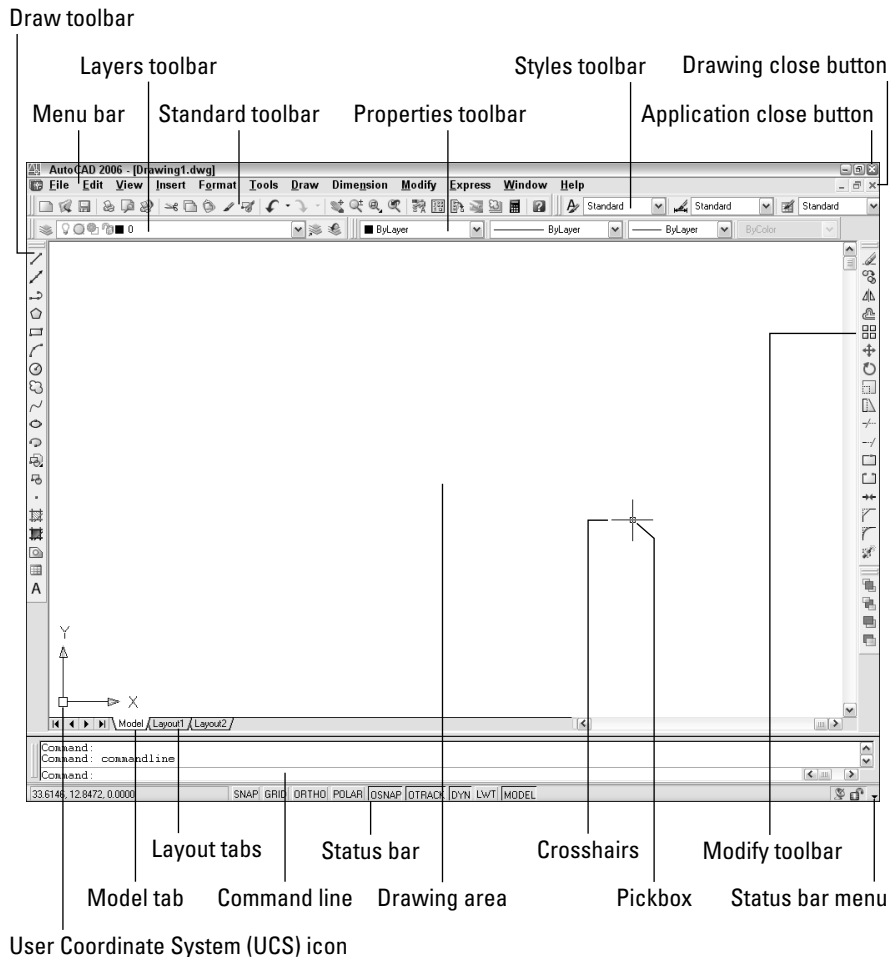 Draw toolbar
Layers toolbar
Styles toolbar
Drawing close button
Menu bar
Standard toolbar
Properties toolbar
Application close button
AutoCAD 2006 - [Drawing1.dwg]
File Edit View Insert Format Tools Draw Dimension Modify Express Window Help
Standard Standard Standard
0 ByLayer ByLayer ByLayer ByColor
A
Y
X
Model Layout1 Layout2
Command:
Command: commandline
Command:
33.6146, 12.8472, 0.0000 SNAP GRID ORTHO POLAR OSNAP OTRACK DYN LWT MODEL
Layout tabs
Status bar
Crosshairs
Modify toolbar
Model tab
Command line
Drawing area
Pickbox
Status bar menu
User Coordinate System (UCS) icon